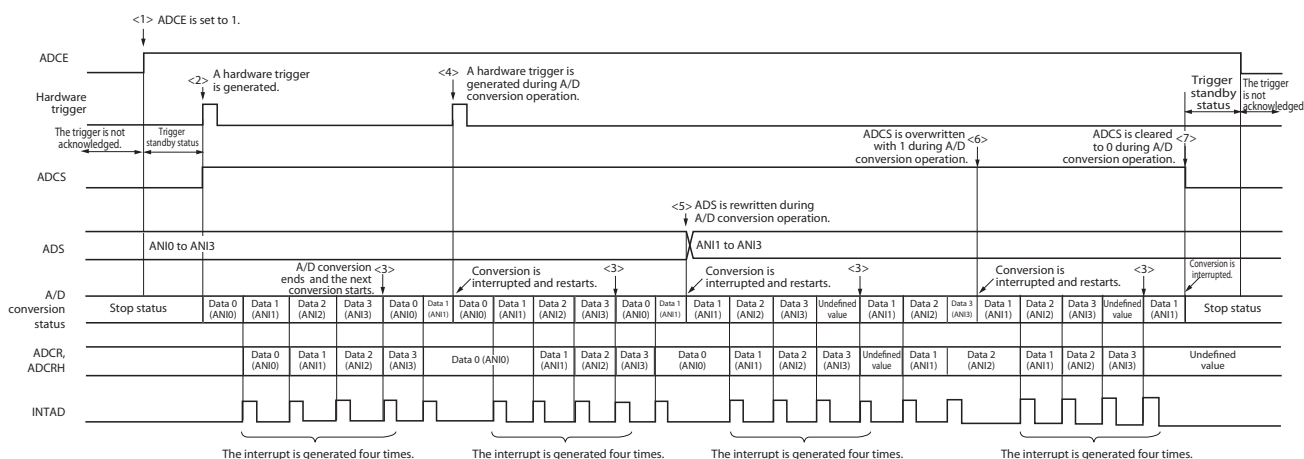 <1> ADCE is set to 1.
ADCE
<2> A hardware trigger
is generated.
<4> A hardware trigger is
generated during A/D
conversion operation.
Trigger
standby
status
The trigger
is not
acknowledged
Hardware
trigger
The trigger is not
acknowledged.
Trigger
standby status
ADCS is overwritten
with 1 during A/D <6>
conversion operation.
ADCS is cleared
to 0 during A/D <7>
conversion operation.
ADCS
<5> ADS is rewritten during
A/D conversion operation.
ADS
ANI0 to ANI3
ANI1 to ANI3
A/D conversion <3>
ends and the next
conversion starts.
Conversion is <3>
interrupted and restarts.
Conversion is <3>
interrupted and restarts.
Conversion is <3>
interrupted and restarts.
Conversion is
interrupted.
A/D
conversion
status
Stop status
Data 0 (ANI0)
Data 1 (ANI1)
Data 2 (ANI2)
Data 3 (ANI3)
Data 0 (ANI0)
Data 1 (ANI1)
Data 0 (ANI0)
Data 1 (ANI1)
Data 2 (ANI2)
Data 3 (ANI3)
Data 0 (ANI0)
Data 1 (ANI1)
Data 1 (ANI1)
Data 2 (ANI2)
Data 3 (ANI3)
Undefined value
Data 1 (ANI1)
Data 2 (ANI2)
Data 3 (ANI3)
Data 1 (ANI1)
Data 2 (ANI2)
Data 3 (ANI3)
Undefined value
Data 1 (ANI1)
Stop status
ADCR,
ADCRH
Data 0 (ANI0)
Data 1 (ANI1)
Data 2 (ANI2)
Data 3 (ANI3)
Data 0 (ANI0)
Data 1 (ANI1)
Data 2 (ANI2)
Data 3 (ANI3)
Data 0 (ANI0)
Data 1 (ANI1)
Data 2 (ANI2)
Data 3 (ANI3)
Undefined value
Data 1 (ANI1)
Data 2 (ANI2)
Data 1 (ANI1)
Data 2 (ANI2)
Data 3 (ANI3)
Undefined value
INTAD
The interrupt is generated four times.
The interrupt is generated four times.
The interrupt is generated four times.
The interrupt is generated four times.